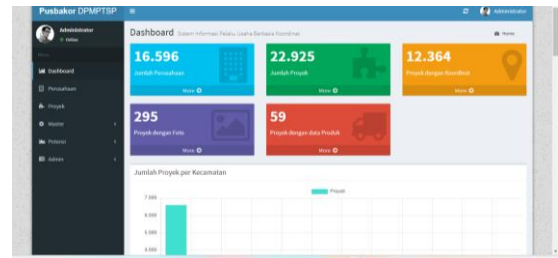 Pusbakor DPMPTSP
Administrator
Administrator
Online
Dashboard Sistem Informasi Pelaku Usaha Berbasis Koordinat
Home
Dashboard
Perusahaan
Proyek
Master
Potensi
Admin
16.596
Jumlah Perusahaan
More
22.925
Jumlah Proyek
More
12.364
Proyek dengan Koordinat
More
295
Proyek dengan Foto
More
59
Proyek dengan data Produk
More
Jumlah Proyek per Kecamatan
Proyek
7.000
6.000
5.000
4.000